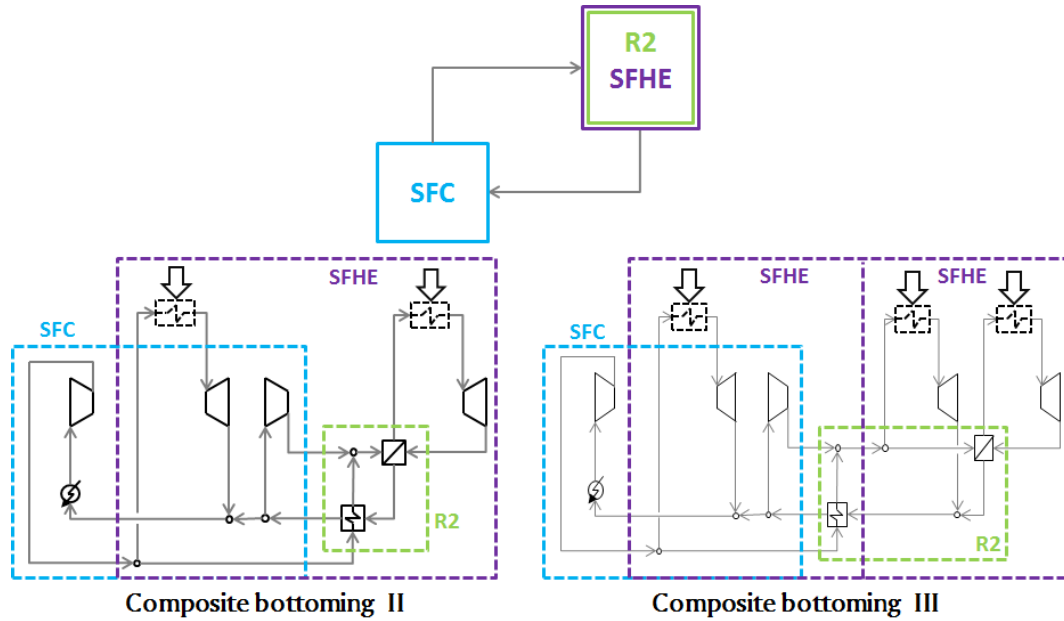 R2
SFHE
SFC
SFHE
SFC
R2
SFHE
SFHE
SFC
R2
Composite bottoming II
Composite bottoming III